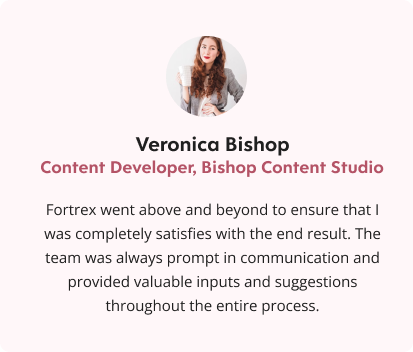 Veronica Bishop
Content Developer, Bishop Content Studio
Fortrex went above and beyond to ensure that I
was completely satisfies with the end result. The
team was always prompt in communication and
provided valuable inputs and suggestions
throughout the entire process.